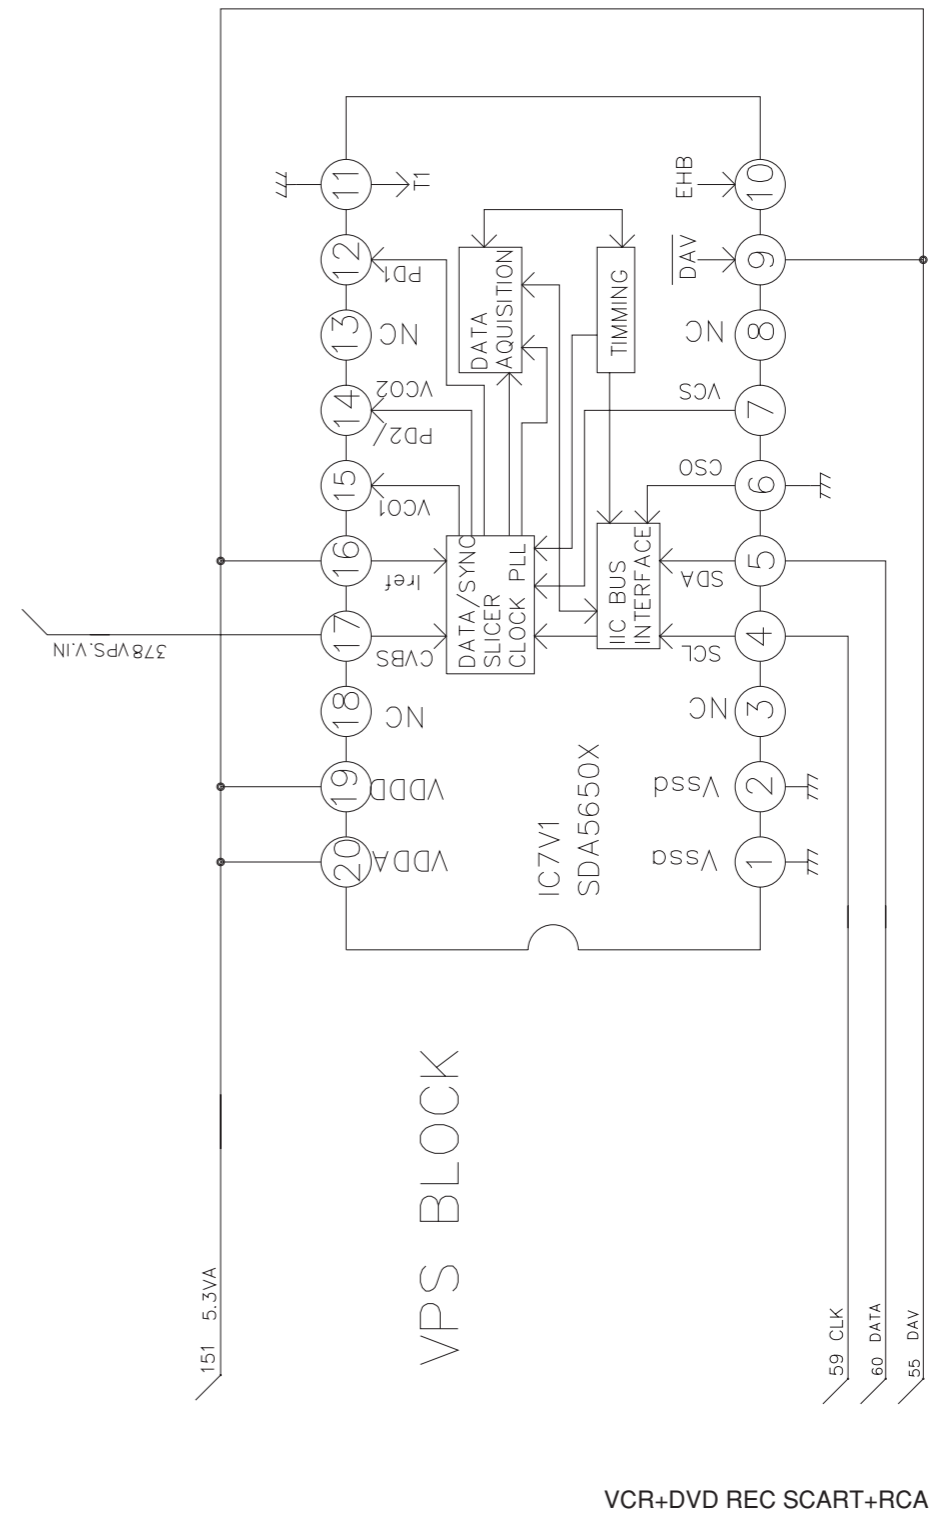 11
T1
12
PD1
13
NC
14
PD2/
VCO2
15
VCO1
16
Iref
17
CVBS
378VPS.V.IN
18
NC
19
VDDD
20
VDDA
EHB
10
DAV
9
NC
8
VCS
7
CSO
6
SDA
5
SCL
4
NC
3
Vssd
2
Vssa
1
DATA
AQUISITION
TIMMING
DATA/SYNC
SLICER
CLOCK PLL
IIC BUS
INTERFACE
IC7V1
SDA5650X
VPS BLOCK
151 5.3VA
59 CLK
60 DATA
55 DAV
VCR+DVD REC SCART+RCA